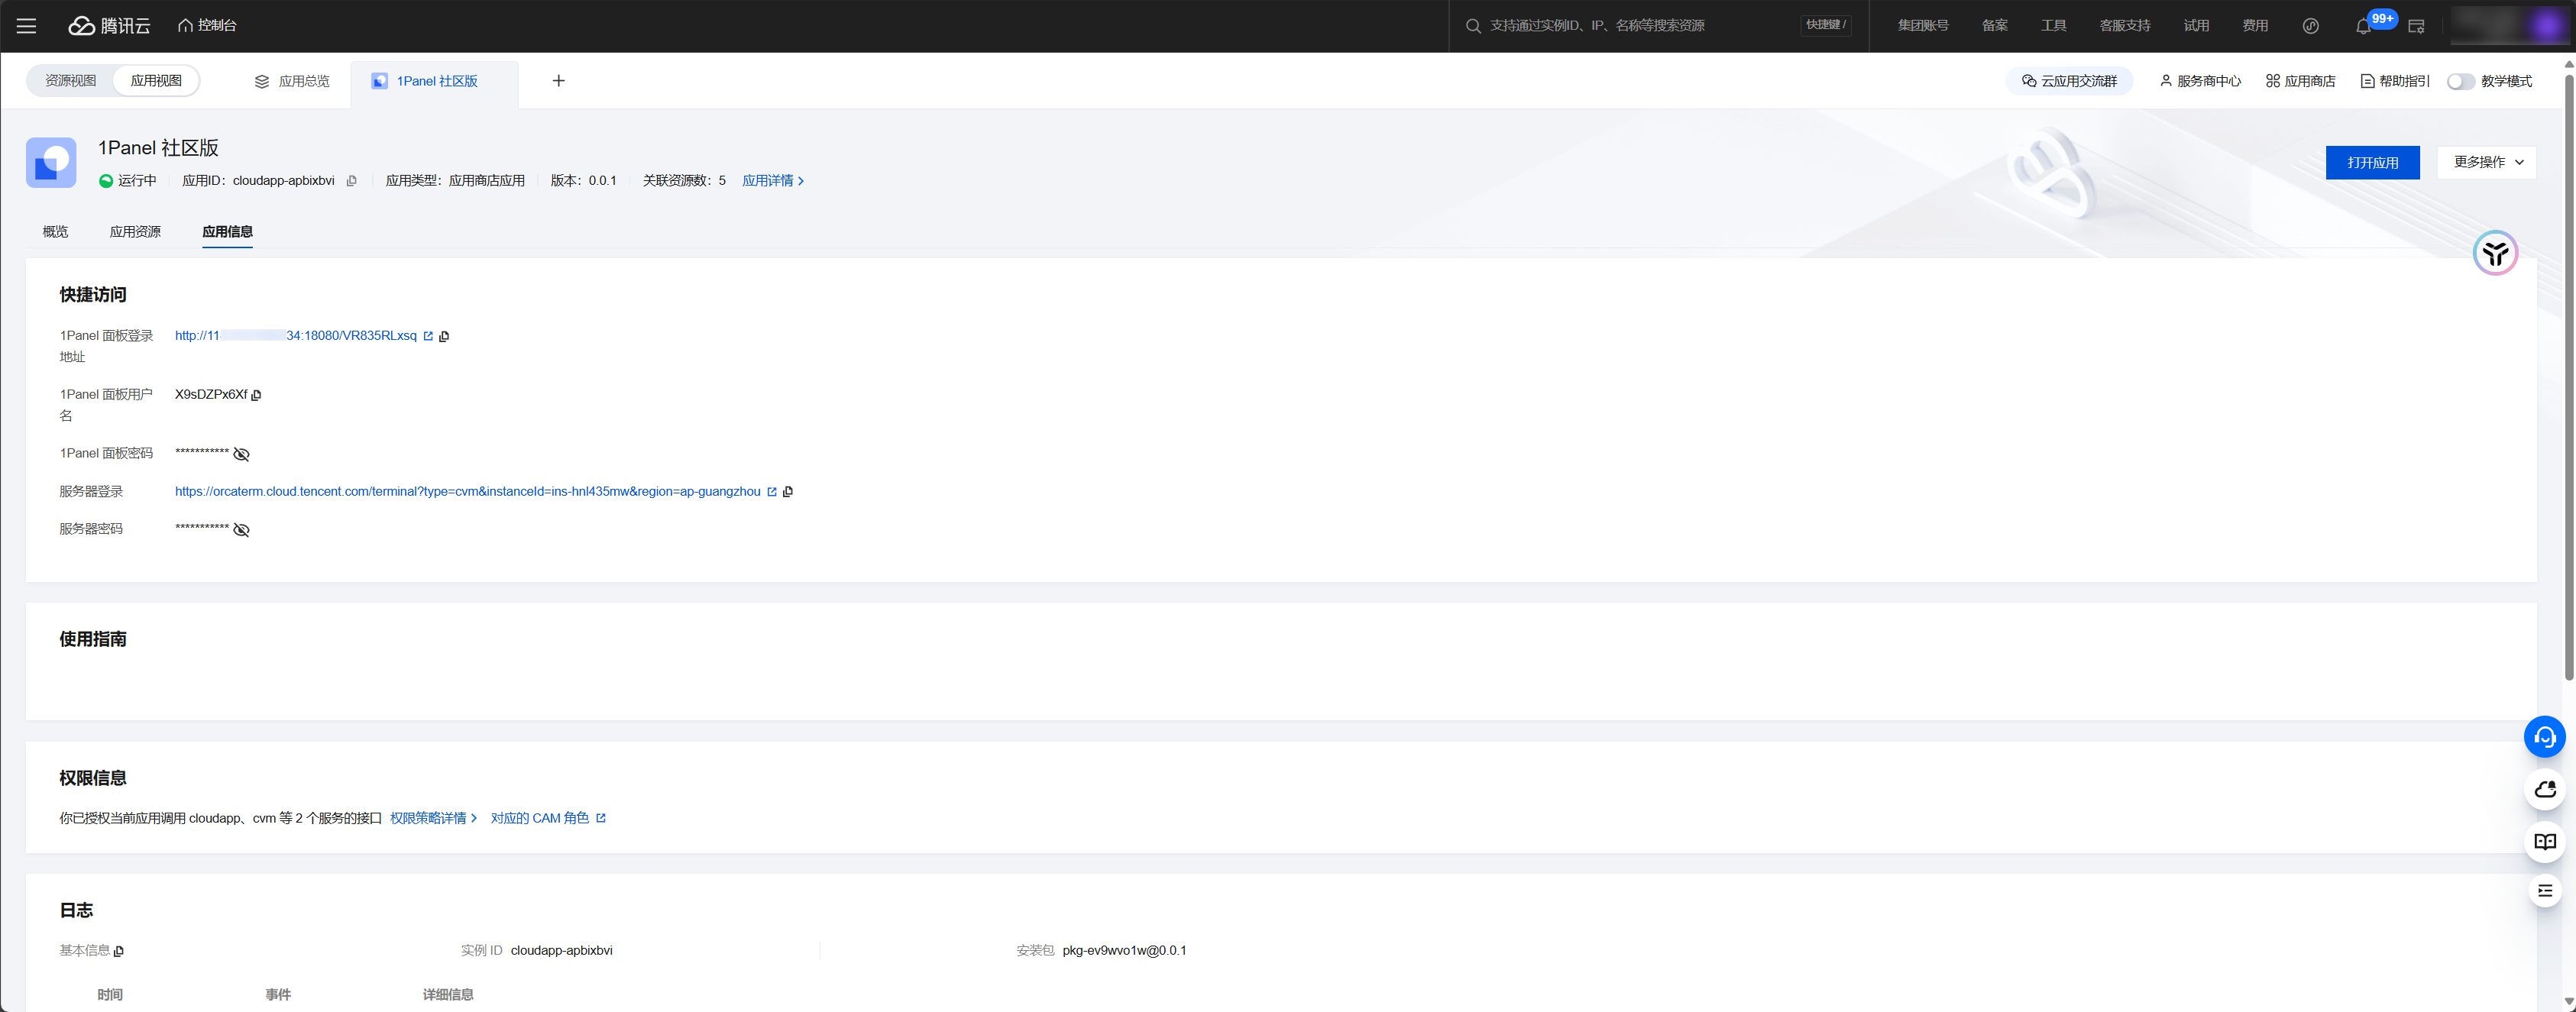 腾讯云 控制台 支持通过实例ID、IP、名称等搜索资源 快捷键 / 集团账号 备案 工具 客服支持 试用 费用 99+
资源视图 应用视图 应用总览 1Panel 社区版 云应用交流群 服务商中心 应用商店 帮助指引 教学模式
1Panel 社区版
运行中 应用ID：cloudapp-apbixbvi 应用类型：应用商店应用 版本：0.0.1 关联资源数：5 应用详情
打开应用 更多操作
概览 应用资源 应用信息
快捷访问
1Panel 面板登录地址 http://11 34:18080/VR835RLxsq
1Panel 面板用户名 X9sDZPx6Xf
1Panel 面板密码 ***********
服务器登录 https://orcaterm.cloud.tencent.com/terminal?type=cvm&instanceId=ins-hnl435mw&region=ap-guangzhou
服务器密码 ***********
使用指南
权限信息
你已授权当前应用调用 cloudapp、cvm 等 2 个服务的接口 权限策略详情 对应的 CAM 角色
日志
基本信息 实例 ID cloudapp-apbixbvi 安装包 pkg-ev9wvo1w@0.0.1
时间 事件 详细信息